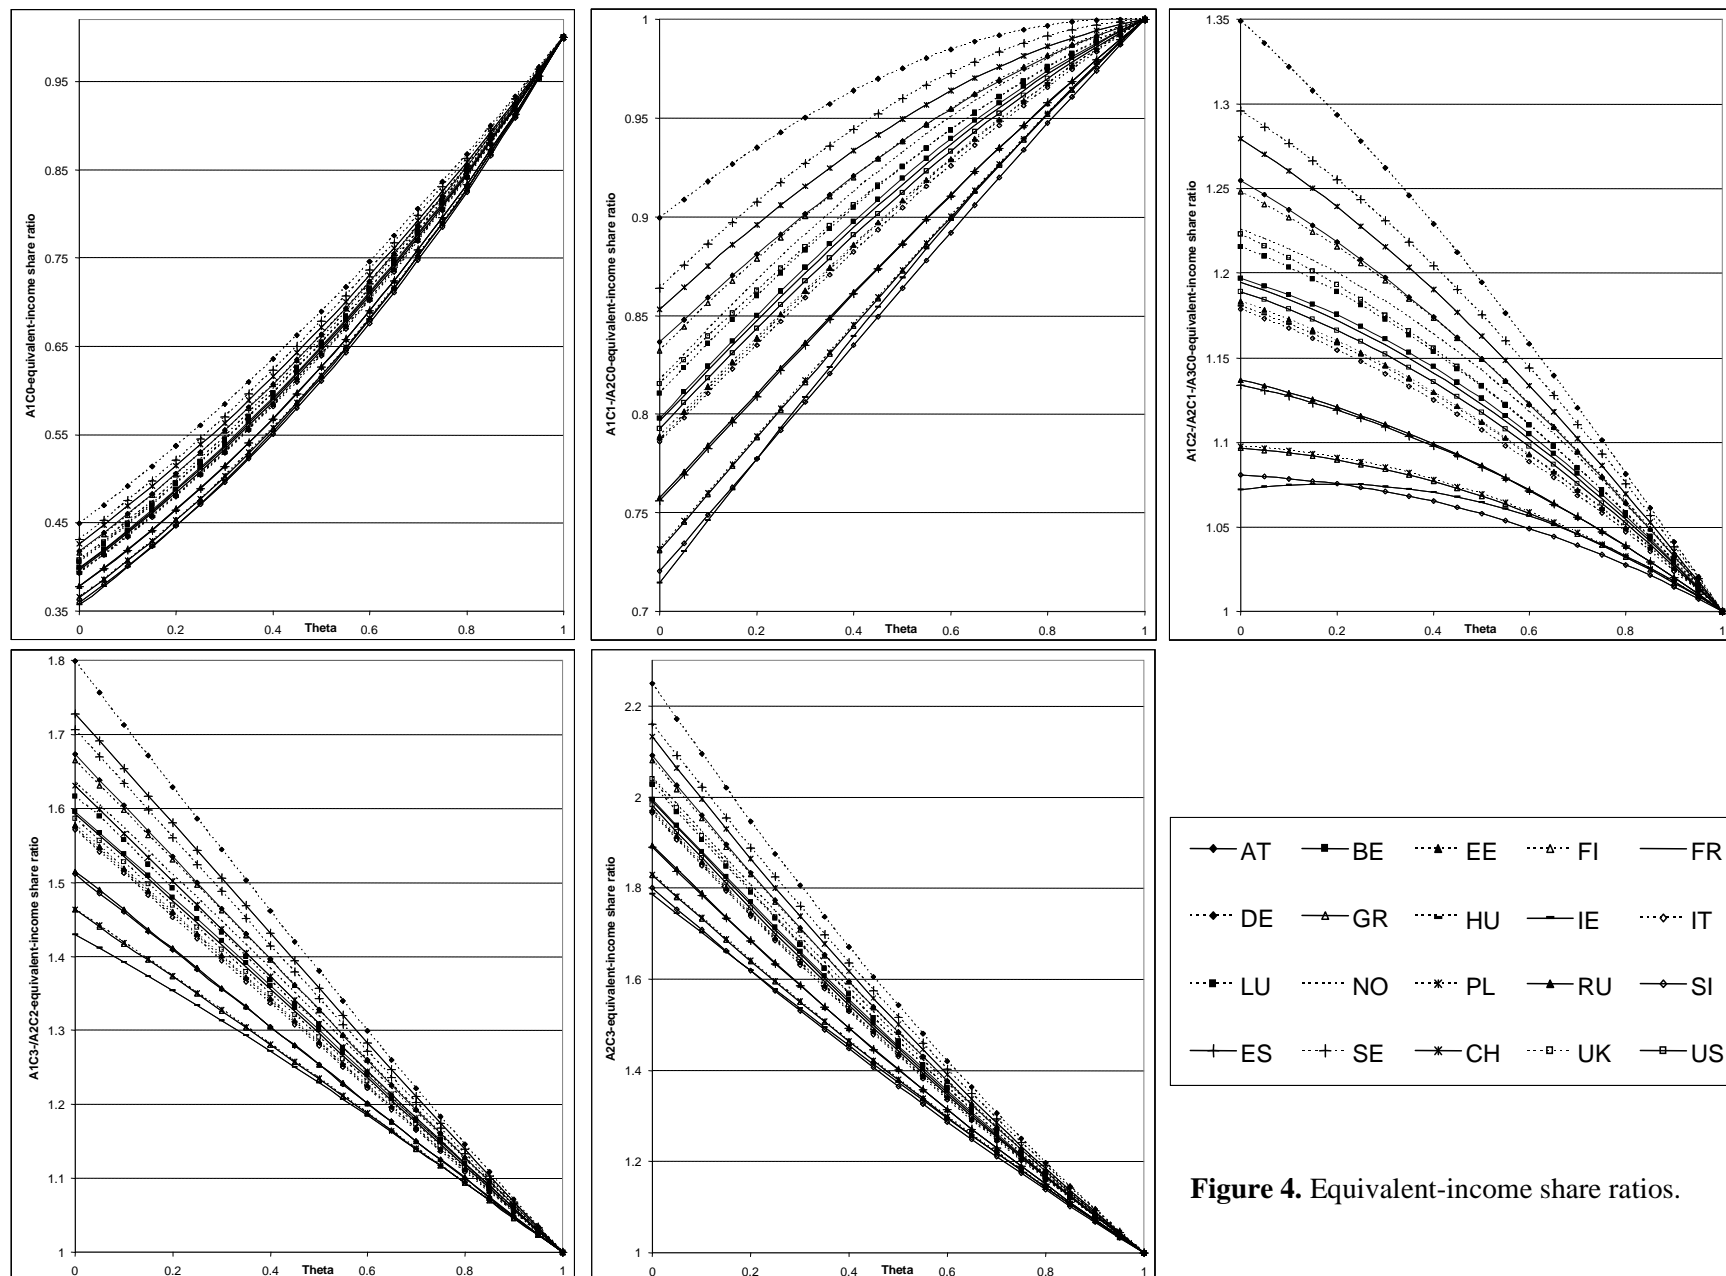 A1C0-equivalent-income share ratio
0.95
0.85
0.75
0.65
0.55
0.45
0.35
0 0.2 0.4 0.6 0.8 1
Theta
A1C1-/A2C0-equivalent-income share ratio
1
0.95
0.9
0.85
0.8
0.75
0.7
0 0.2 0.4 0.6 0.8 1
Theta
A1C2-/A2C1-/A3C0-equivalent-income share ratio
1.35
1.3
1.25
1.2
1.15
1.1
1.05
1
0 0.2 0.4 0.6 0.8 1
Theta
A1C3-/A2C2-equivalent-income share ratio
1.8
1.7
1.6
1.5
1.4
1.3
1.2
1.1
1
0 0.2 0.4 0.6 0.8 1
Theta
A2C3-equivalent-income share ratio
2.2
2
1.8
1.6
1.4
1.2
1
0 0.2 0.4 0.6 0.8 1
Theta
AT BE EE FI FR
DE GR HU IE IT
LU NO PL RU SI
ES SE CH UK US
Figure 4. Equivalent-income share ratios.